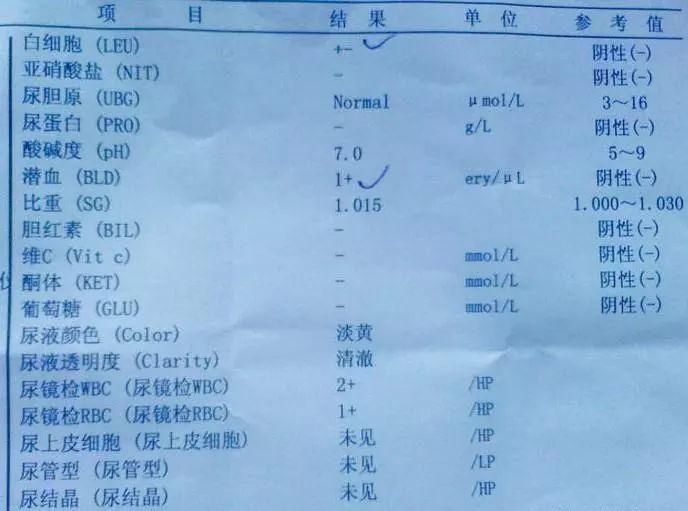 项 目 结 果 单 位 参 考 值
白细胞 (LEU) +- 阴性(-)
亚硝酸盐 (NIT) - 阴性(-)
尿胆原 (UBG) Normal μmol/L 3~16
尿蛋白 (PRO) - g/L 阴性(-)
酸碱度 (pH) 7.0 5~9
潜血 (BLD) 1+ ery/μL 阴性(-)
比重 (SG) 1.015 1.000~1.030
胆红素 (BIL) - 阴性(-)
维C (Vit c) - mmol/L 阴性(-)
酮体 (KET) - mmol/L 阴性(-)
葡萄糖 (GLU) - mmol/L 阴性(-)
尿液颜色 (Color) 淡黄
尿液透明度 (Clarity) 清澈
尿镜检WBC (尿镜检WBC) 2+ /HP
尿镜检RBC (尿镜检RBC) 1+ /HP
尿上皮细胞 (尿上皮细胞) 未见 /HP
尿管型 (尿管型) 未见 /LP
尿结晶 (尿结晶) 未见 /HP